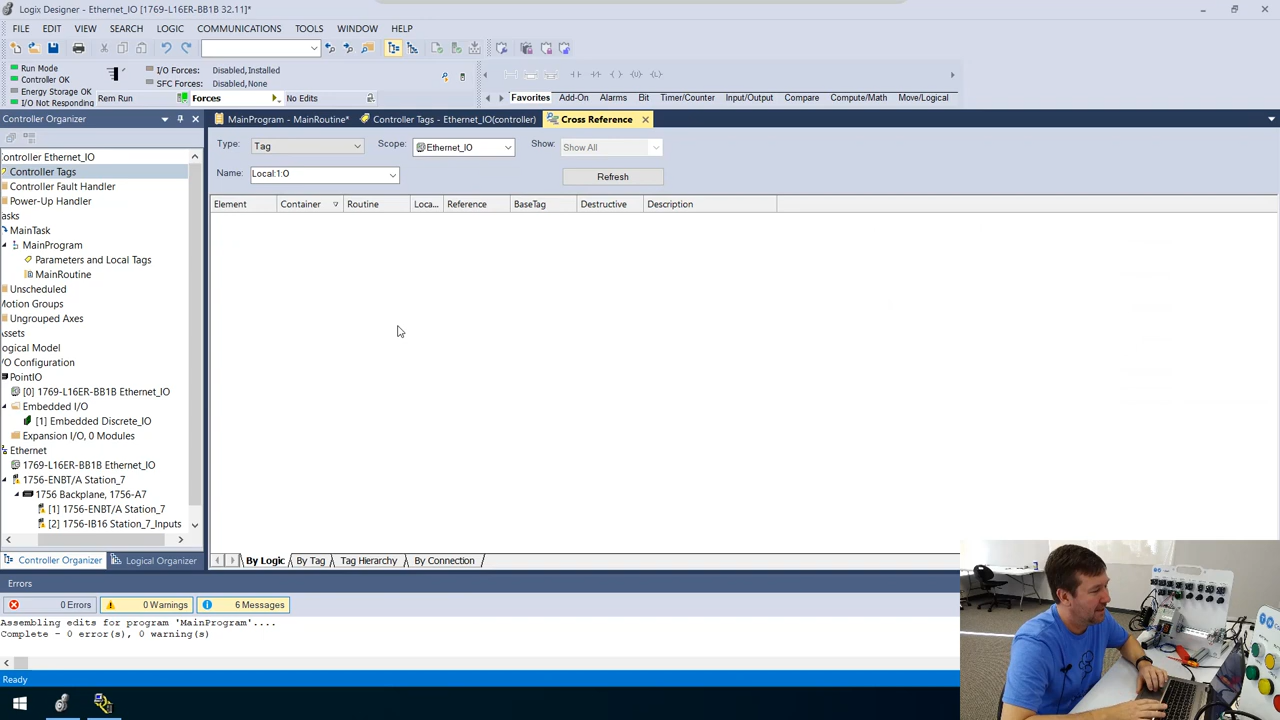 Logix Designer - Ethernet_IO [1769-L16ER-BB1B 32.11]*
FILE EDIT VIEW SEARCH LOGIC COMMUNICATIONS TOOLS WINDOW HELP
Run Mode
Controller OK
Energy Storage OK
I/O Not Responding
Rem Run
I/O Forces: Disabled,Installed
SFC Forces: Disabled,None
Forces No Edits
Favorites Add-On Alarms Bit Timer/Counter Input/Output Compare Compute/Math Move/Logical
Controller Organizer
MainProgram - MainRoutine* Controller Tags - Ethernet_IO(controller) Cross Reference
Type: Tag Scope: Ethernet_IO Show: Show All
Name: Local:1:O Refresh
Element Container Routine Loca... Reference BaseTag Destructive Description
ontroller Ethernet_IO
Controller Tags
Controller Fault Handler
Power-Up Handler
asks
MainTask
MainProgram
Parameters and Local Tags
MainRoutine
Unscheduled
Motion Groups
Ungrouped Axes
ssets
ogical Model
/O Configuration
PointIO
[0] 1769-L16ER-BB1B Ethernet_IO
Embedded I/O
[1] Embedded Discrete_IO
Expansion I/O, 0 Modules
Ethernet
1769-L16ER-BB1B Ethernet_IO
1756-ENBT/A Station_7
1756 Backplane, 1756-A7
[1] 1756-ENBT/A Station_7
[2] 1756-IB16 Station_7_Inputs
Controller Organizer Logical Organizer
By Logic By Tag Tag Hierarchy By Connection
Errors
0 Errors 0 Warnings 6 Messages
Assembling edits for program 'MainProgram'....
Complete - 0 error(s), 0 warning(s)
Ready